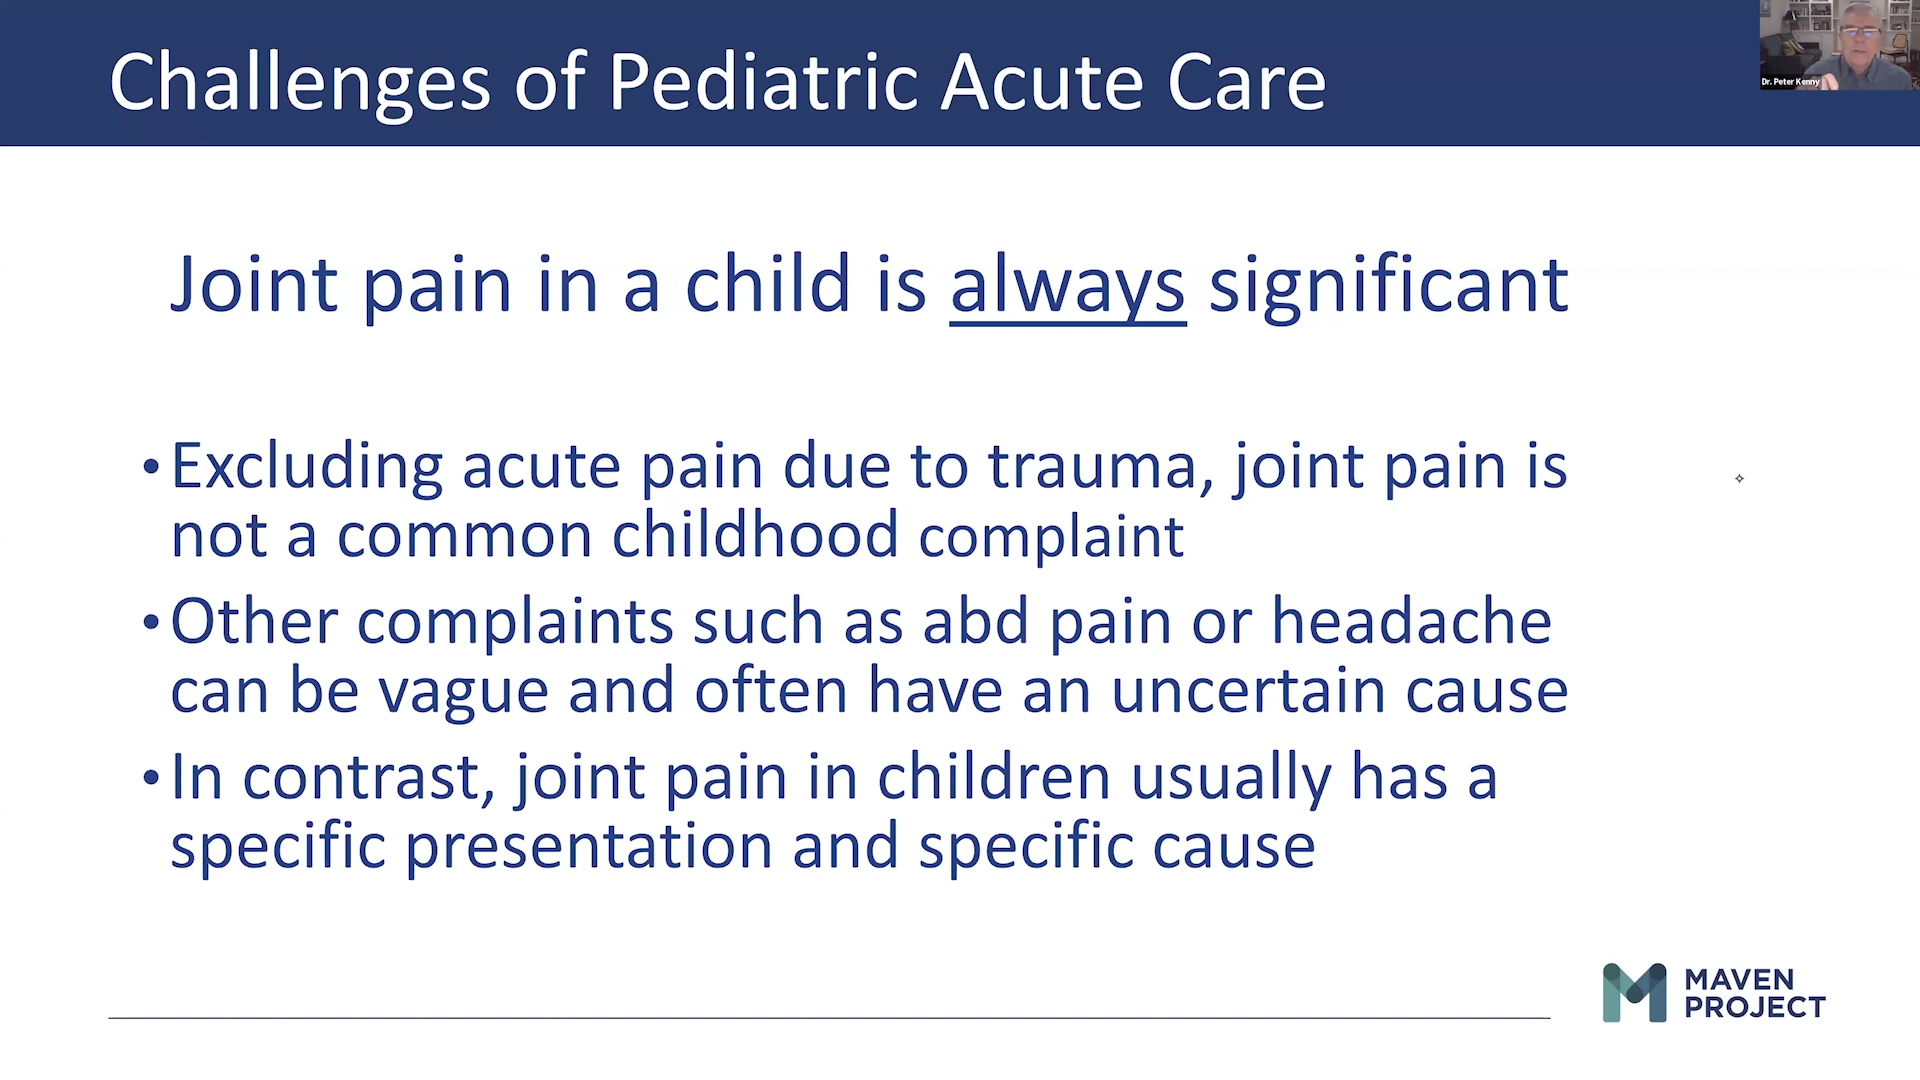 Challenges of Pediatric Acute Care
Dr. Peter Kenny
Joint pain in a child is always significant
•Excluding acute pain due to trauma, joint pain is
not a common childhood complaint
•Other complaints such as abd pain or headache
can be vague and often have an uncertain cause
•In contrast, joint pain in children usually has a
specific presentation and specific cause
MAVEN
PROJECT